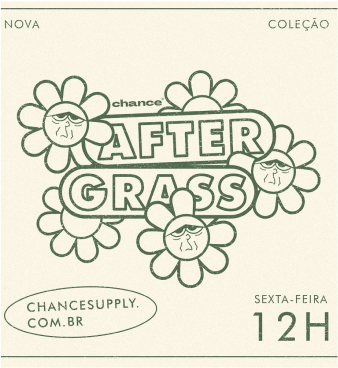 NOVA
COLEÇÃO
chance
AFTER
GRASS
CHANCESUPPLY.
COM.BR
SEXTA-FEIRA
12H